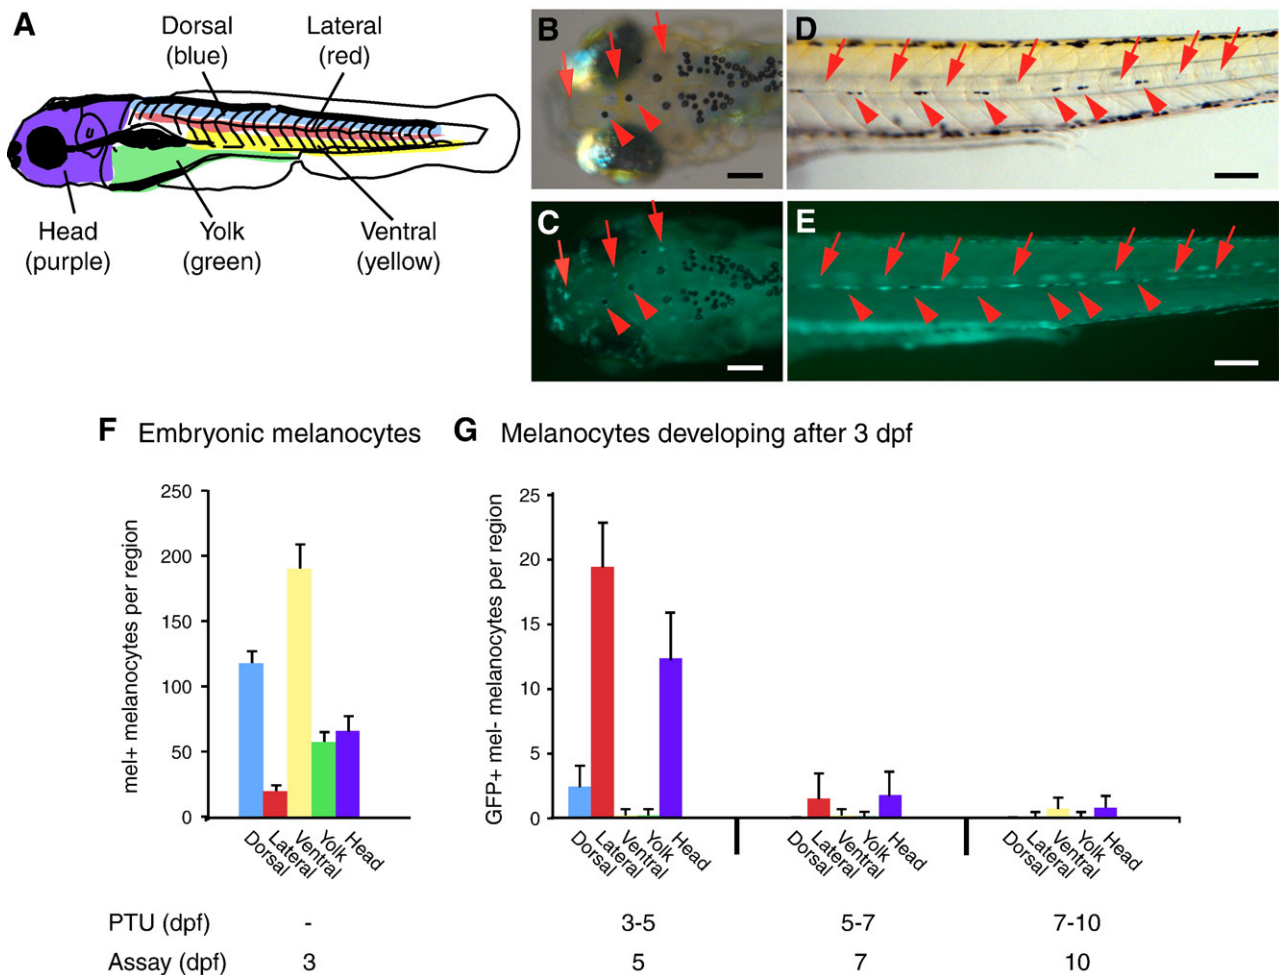 A
Dorsal
(blue)
Lateral
(red)
Head
(purple)
Yolk
(green)
Ventral
(yellow)
B
C
D
E
F Embryonic melanocytes
mel+ melanocytes per region
250
200
150
100
50
0
Dorsal
Lateral
Ventral
Yolk
Head
G Melanocytes developing after 3 dpf
GFP+ mel- melanocytes per region
25
20
15
10
5
0
Dorsal
Lateral
Ventral
Yolk
Head
Dorsal
Lateral
Ventral
Yolk
Head
Dorsal
Lateral
Ventral
Yolk
Head
PTU (dpf) - 3-5 5-7 7-10
Assay (dpf) 3 5 7 10